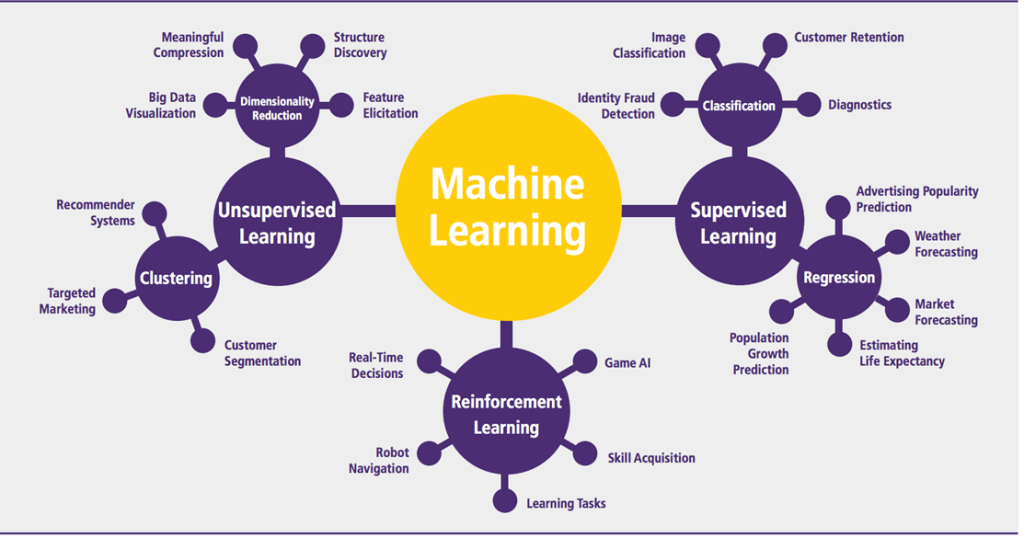 Machine
Learning
Unsupervised
Learning
Dimensionality
Reduction
Meaningful
Compression
Structure
Discovery
Big Data
Visualization
Feature
Elicitation
Clustering
Recommender
Systems
Targeted
Marketing
Customer
Segmentation
Supervised
Learning
Classification
Image
Classification
Customer Retention
Identity Fraud
Detection
Diagnostics
Regression
Advertising Popularity
Prediction
Weather
Forecasting
Market
Forecasting
Population
Growth
Prediction
Estimating
Life Expectancy
Reinforcement
Learning
Real-Time
Decisions
Game AI
Robot
Navigation
Skill Acquisition
Learning Tasks